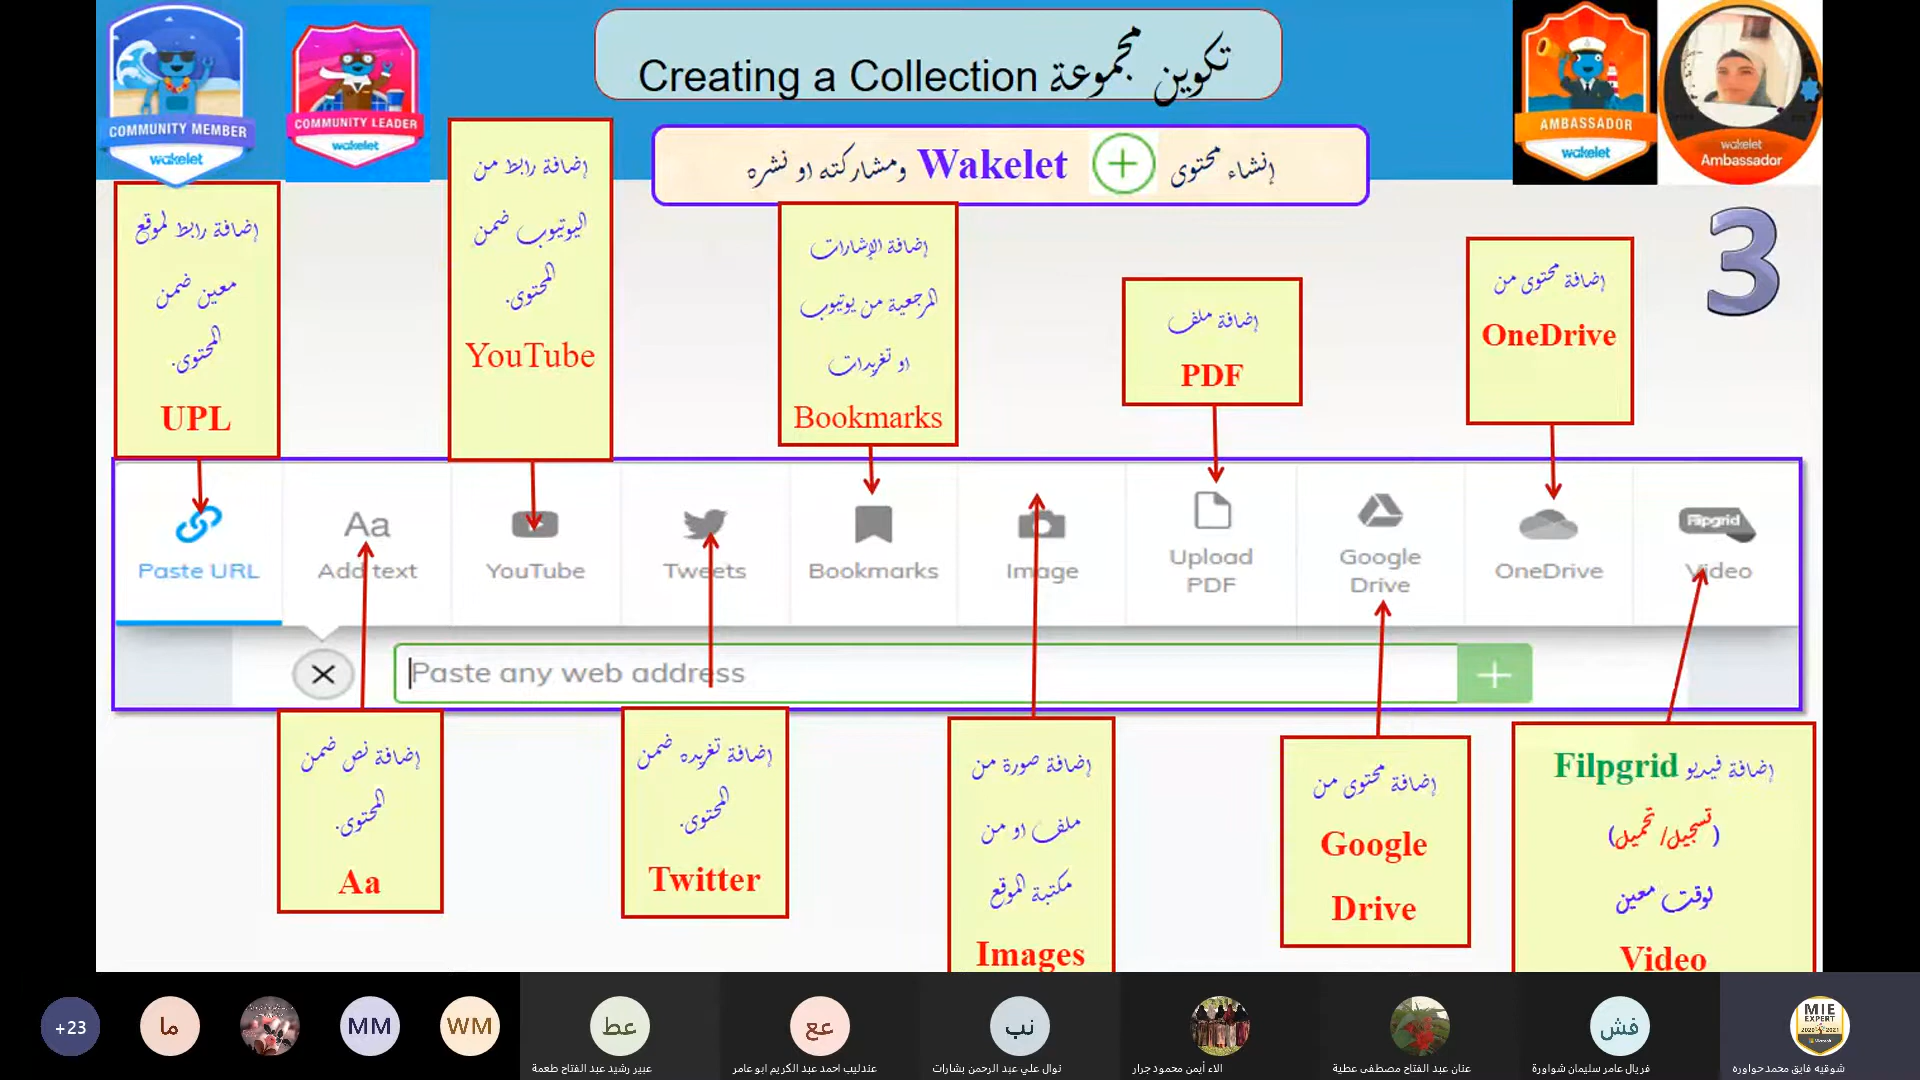 COMMUNITY MEMBER
wakelet
COMMUNITY LEADER
wakelet
تكوين مجموعة Creating a Collection
AMBASSADOR
wakelet
wakelet
Ambassador
إنشاء محتوى + Wakelet ومشاركته او نشره
3
إضافة رابط لموقع
معين ضمن
المحتوى.
UPL
إضافة رابط من
اليوتيوب ضمن
المحتوى.
YouTube
إضافة الإشارات
المرجعية من يوتيوب
او تغريدات
Bookmarks
إضافة ملف
PDF
إضافة محتوى من
OneDrive
Paste URL
Aa
Add text
YouTube
Tweets
Bookmarks
Image
Upload
PDF
Google
Drive
OneDrive
Flipgrid
Video
Paste any web address
إضافة نص ضمن
المحتوى.
Aa
إضافة تغريده ضمن
المحتوى.
Twitter
إضافة صورة من
ملف او من
مكتبة الموقع
Images
إضافة محتوى من
Google
Drive
إضافة فيديو Filpgrid
(تسجيل/ تحميل)
لوقت معين
Video
+23
ما
MM
WM
عط
عبير رشيد عبد الفتاح طعمة
عع
عندليب احمد عبد الكريم ابو عامر
نب
نوال علي عبد الرحمن بشارات
الاء أيمن محمود جرار
عنان عبد الفتاح مصطفى عطية
فش
فريال عامر سليمان شواورة
MIE
EXPERT
2020 2021
Microsoft
شوقيه فايق محمد حواوره